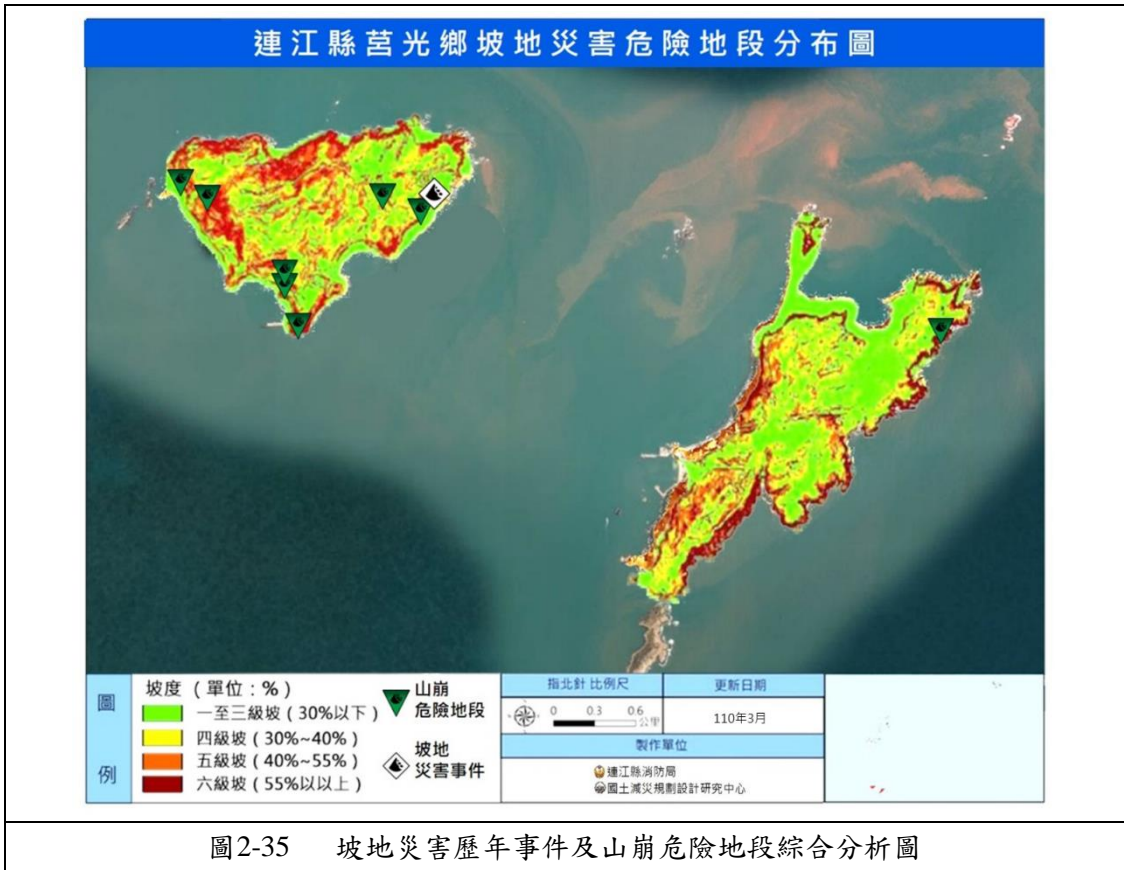 連江縣莒光鄉坡地災害危險地段分布圖
圖例
坡度（單位：%）
一至三級坡（30%以下）
四級坡（30%~40%）
五級坡（40%~55%）
六級坡（55%以以上）
山崩
危險地段
坡地
災害事件
指北針 比例尺
0 0.3 0.6
公里
更新日期
110年3月
製作單位
連江縣消防局
國土減災規劃設計研究中心
圖2-35 坡地災害歷年事件及山崩危險地段綜合分析圖